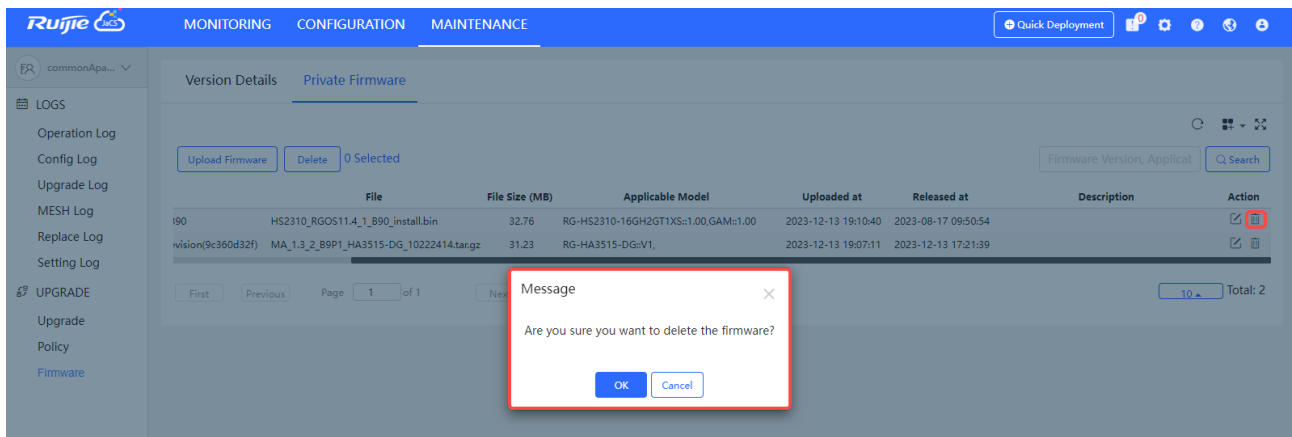 Ruijie JaCS MONITORING CONFIGURATION MAINTENANCE Quick Deployment 0
commonApa...
Version Details Private Firmware
LOGS
Operation Log
Config Log
Upgrade Log
MESH Log
Replace Log
Setting Log
UPGRADE
Upgrade
Policy
Firmware
Upload Firmware Delete 0 Selected Firmware Version, Applicat Search
File File Size (MB) Applicable Model Uploaded at Released at Description Action
B90 HS2310_RGOS11.4_1_B90_install.bin 32.76 RG-HS2310-16GH2GT1XS::1.00,GAM::1.00 2023-12-13 19:10:40 2023-08-17 09:50:54
evision(9c360d32f) MA_1.3_2_B9P1_HA3515-DG_10222414.tar.gz 31.23 RG-HA3515-DG::V1, 2023-12-13 19:07:11 2023-12-13 17:21:39
First Previous Page 1 of 1 Nex 10 Total: 2
Message
Are you sure you want to delete the firmware?
OK Cancel